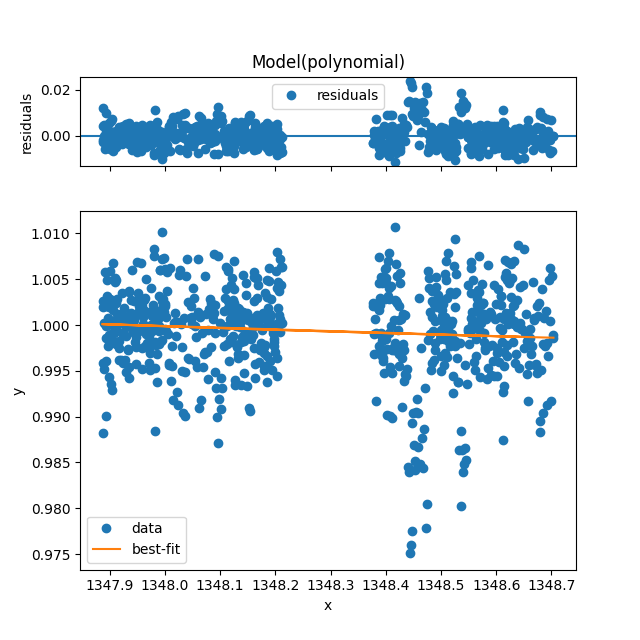 Model(polynomial)
0.02
0.00
residuals
residuals
1.010
1.005
1.000
0.995
0.990
0.985
0.980
0.975
y
data
best-fit
1347.9 1348.0 1348.1 1348.2 1348.3 1348.4 1348.5 1348.6 1348.7
x